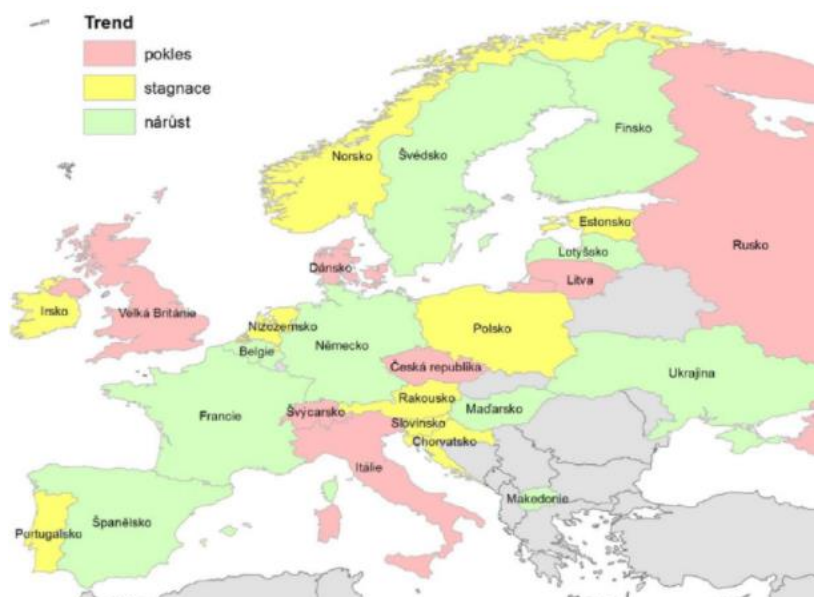 Trend
pokles
stagnace
nárůst
Norsko
Švédsko
Finsko
Estonsko
Lotyšsko
Litva
Rusko
Dánsko
Irsko
Velká Británie
Nizozemsko
Belgie
Německo
Polsko
Česká republika
Ukrajina
Francie
Švýcarsko
Rakousko
Maďarsko
Slovinsko
Chorvatsko
Itálie
Makedonie
Portugalsko
Španělsko